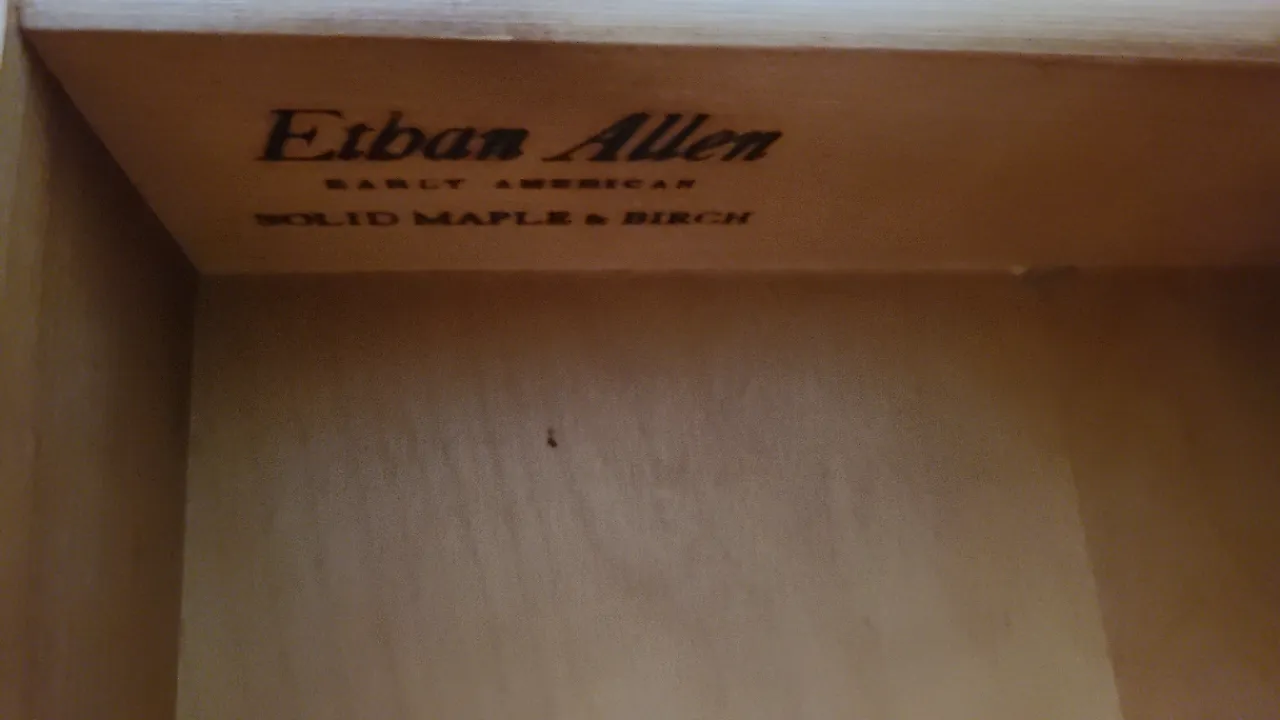 Ethan Allen
EARLY AMERICAN
SOLID MAPLE & BIRCH